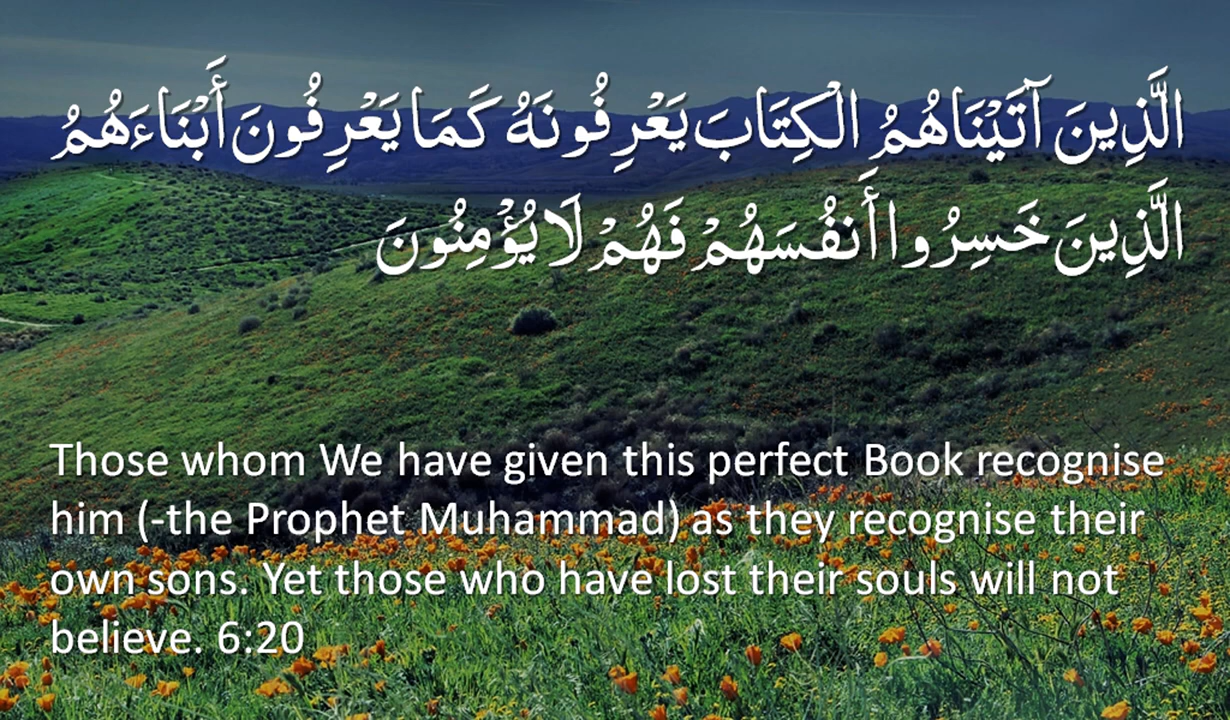 الَّذِينَ آتَيْنَاهُمُ الْكِتَابَ يَعْرِفُونَهُ كَمَا يَعْرِفُونَ أَبْنَاءَهُمُ
الَّذِينَ خَسِرُوا أَنفُسَهُمْ فَهُمْ لَا يُؤْمِنُونَ
Those whom We have given this perfect Book recognise
him (-the Prophet Muhammad) as they recognise their
own sons. Yet those who have lost their souls will not
believe. 6:20